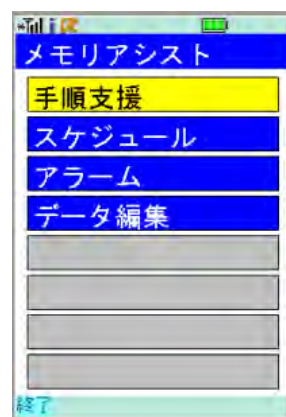 メモリアシスト
手順支援
スケジュール
アラーム
データ編集
終了